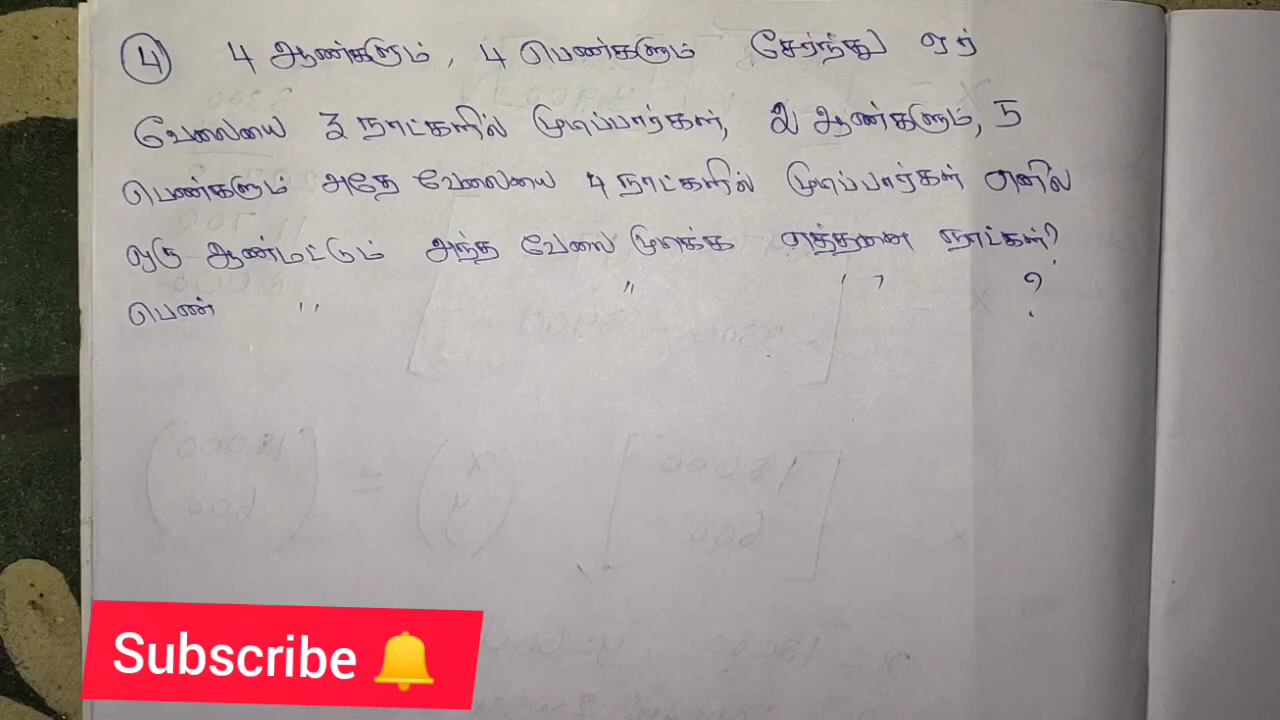 ④ 4 ஆண்களும், 4 பெண்களும் சேர்ந்து ஓர்
வேலையை 3 நாட்களில் முடிப்பார்கள், 2 ஆண்களும், 5
பெண்களும் அதே வேலையை 4 நாட்களில் முடிப்பார்கள் எனில்
ஒரு ஆண்மட்டும் அந்த வேலை முடிக்க எத்தனை நாட்கள்?
பெண் ,, ,, ,, ?
Subscribe